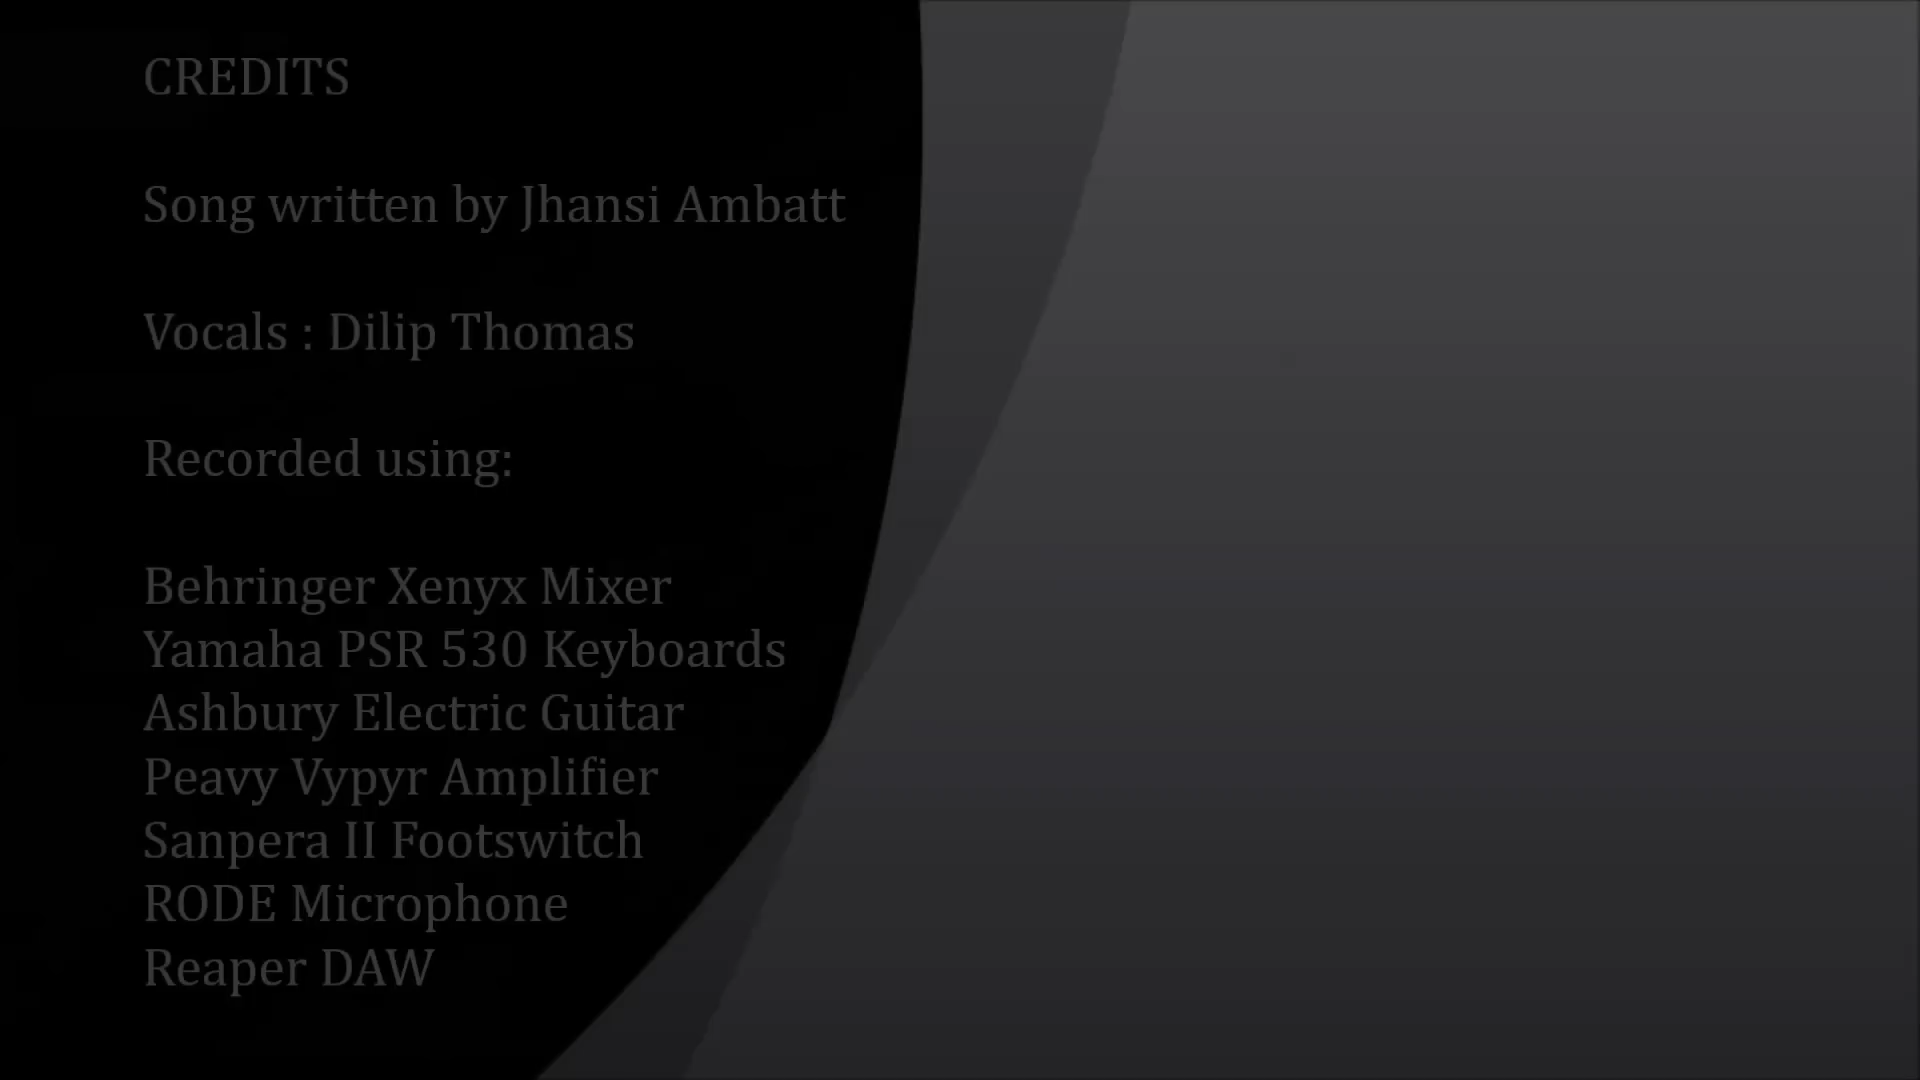 CREDITS
Song written by Jhansi Ambatt
Vocals : Dilip Thomas
Recorded using:
Behringer Xenyx Mixer
Yamaha PSR 530 Keyboards
Ashbury Electric Guitar
Peavy Vypyr Amplifier
Sanpera II Footswitch
RODE Microphone
Reaper DAW